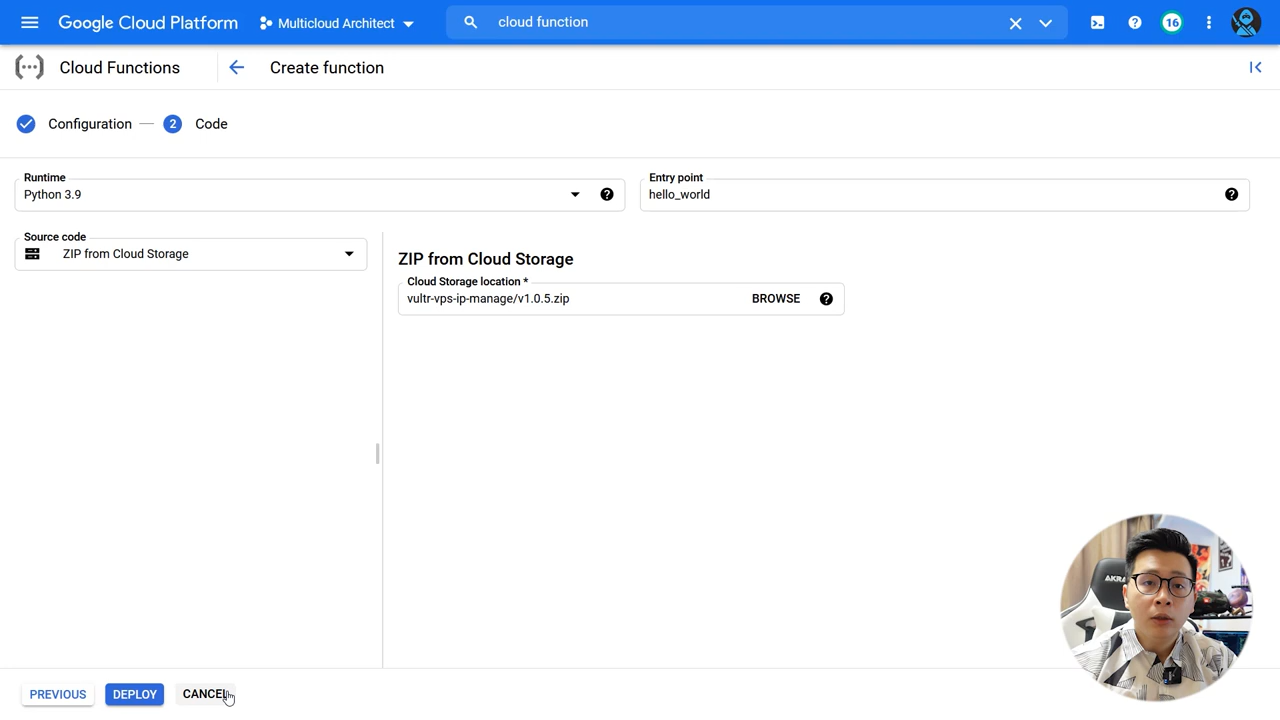 Google Cloud Platform
Multicloud Architect
cloud function
16
Cloud Functions
Create function
Configuration
2
Code
Runtime
Python 3.9
Entry point
hello_world
Source code
ZIP from Cloud Storage
ZIP from Cloud Storage
Cloud Storage location *
vultr-vps-ip-manage/v1.0.5.zip
BROWSE
AKRA
PREVIOUS
DEPLOY
CANCEL